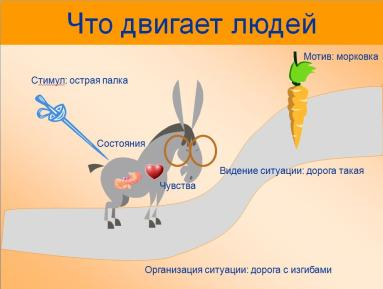 Что двигает людей
Мотив: морковка
Стимул: острая палка
Состояния
Видение ситуации: дорога такая
Чувства
Организация ситуации: дорога с изгибами